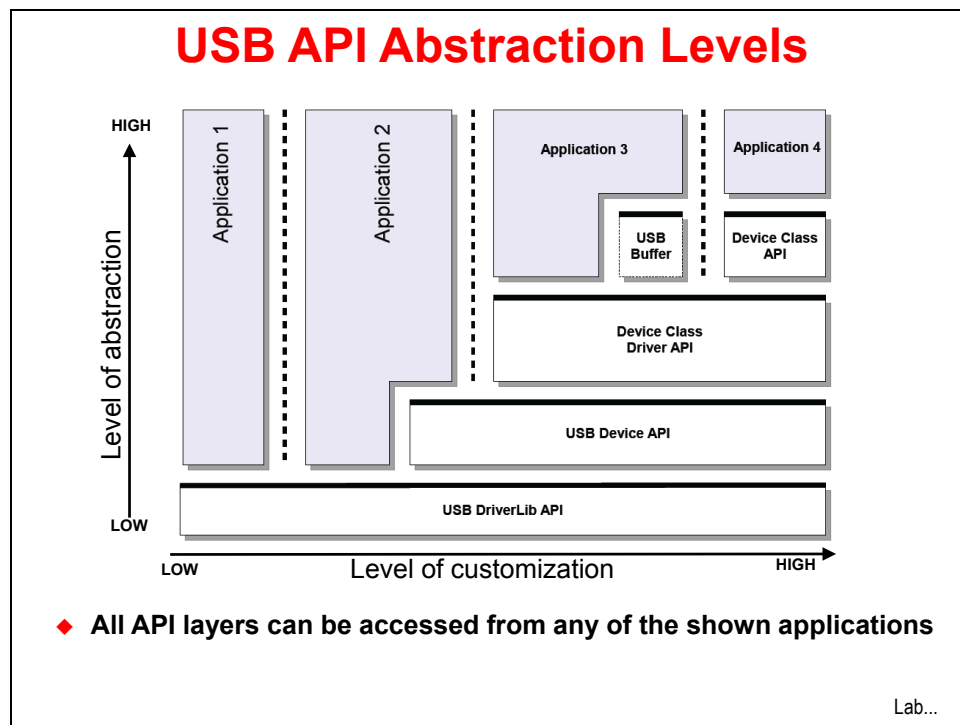 USB API Abstraction Levels
HIGH
Application 1
Application 2
Application 3
Application 4
USB
Buffer
Device Class
API
Level of abstraction
Device Class
Driver API
USB Device API
USB DriverLib API
LOW
LOW
Level of customization
HIGH
All API layers can be accessed from any of the shown applications
Lab...